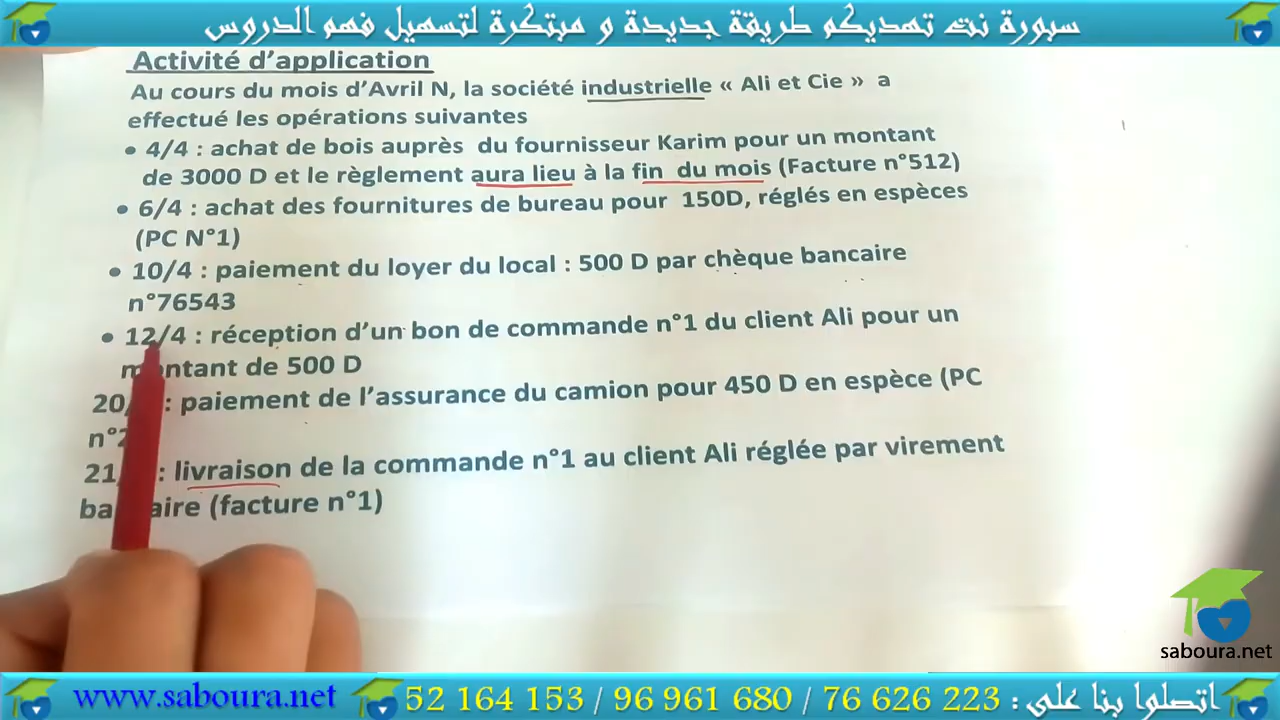 سبورة نت تهديكم طريقة جديدة و مبتكرة لتسهيل فهم الدروس
Activité d'application
Au cours du mois d'Avril N, la société industrielle « Ali et Cie » a
effectué les opérations suivantes
• 4/4 : achat de bois auprès du fournisseur Karim pour un montant
de 3000 D et le règlement aura lieu à la fin du mois (Facture n°512)
• 6/4 : achat des fournitures de bureau pour 150D, réglés en espèces
(PC N°1)
• 10/4 : paiement du loyer du local : 500 D par chèque bancaire
n°76543
• 12/4 : réception d'un bon de commande n°1 du client Ali pour un
montant de 500 D
20/ : paiement de l'assurance du camion pour 450 D en espèce (PC
n°2
21/ : livraison de la commande n°1 au client Ali réglée par virement
bancaire (facture n°1)
saboura.net
www.saboura.net 52 164 153 / 96 961 680 / 76 626 223 اتصلوا بنا على :